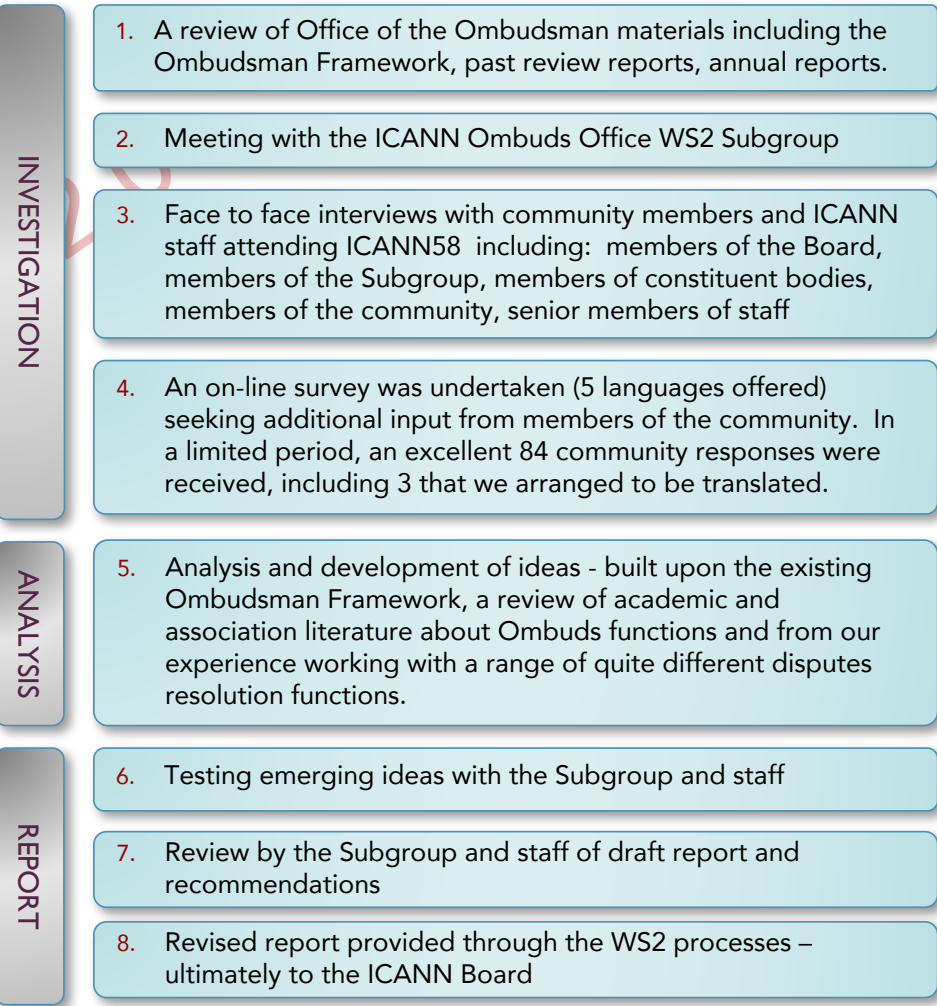 INVESTIGATION
1. A review of Office of the Ombudsman materials including the
Ombudsman Framework, past review reports, annual reports.
2. Meeting with the ICANN Ombuds Office WS2 Subgroup
3. Face to face interviews with community members and ICANN
staff attending ICANN58 including: members of the Board,
members of the Subgroup, members of constituent bodies,
members of the community, senior members of staff
4. An on-line survey was undertaken (5 languages offered)
seeking additional input from members of the community. In
a limited period, an excellent 84 community responses were
received, including 3 that we arranged to be translated.
ANALYSIS
5. Analysis and development of ideas - built upon the existing
Ombudsman Framework, a review of academic and
association literature about Ombuds functions and from our
experience working with a range of quite different disputes
resolution functions.
REPORT
6. Testing emerging ideas with the Subgroup and staff
7. Review by the Subgroup and staff of draft report and
recommendations
8. Revised report provided through the WS2 processes –
ultimately to the ICANN Board